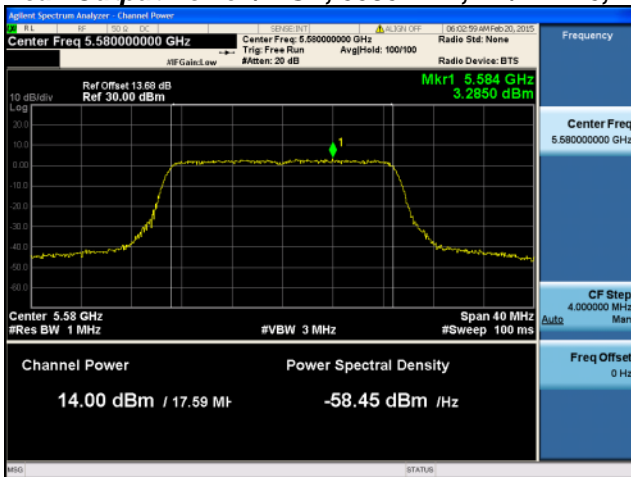 Agilent Spectrum Analyzer - Channel Power
RL RF 50 Ω DC SENSE:INT ALIGN OFF 06:02:59 AM Feb 20, 2015
Center Freq 5.580000000 GHz Center Freq: 5.580000000 GHz Radio Std: None Frequency
Trig: Free Run Avg|Hold: 100/100
#IFGain:Low #Atten: 20 dB Radio Device: BTS
Mkr1 5.584 GHz
Ref Offset 13.68 dB
10 dB/div Ref 30.00 dBm 3.2850 dBm
Log
20.0
10.0
1
0.00
-10.0
-20.0
-30.0
-40.0
-50.0
-60.0
Center Freq
5.580000000 GHz
Center 5.58 GHz Span 40 MHz
#Res BW 1 MHz #VBW 3 MHz #Sweep 100 ms
CF Step
4.000000 MHz
Auto Man
Channel Power Power Spectral Density
14.00 dBm / 17.59 MH -58.45 dBm /Hz
Freq Offset
0 Hz
MSG STATUS